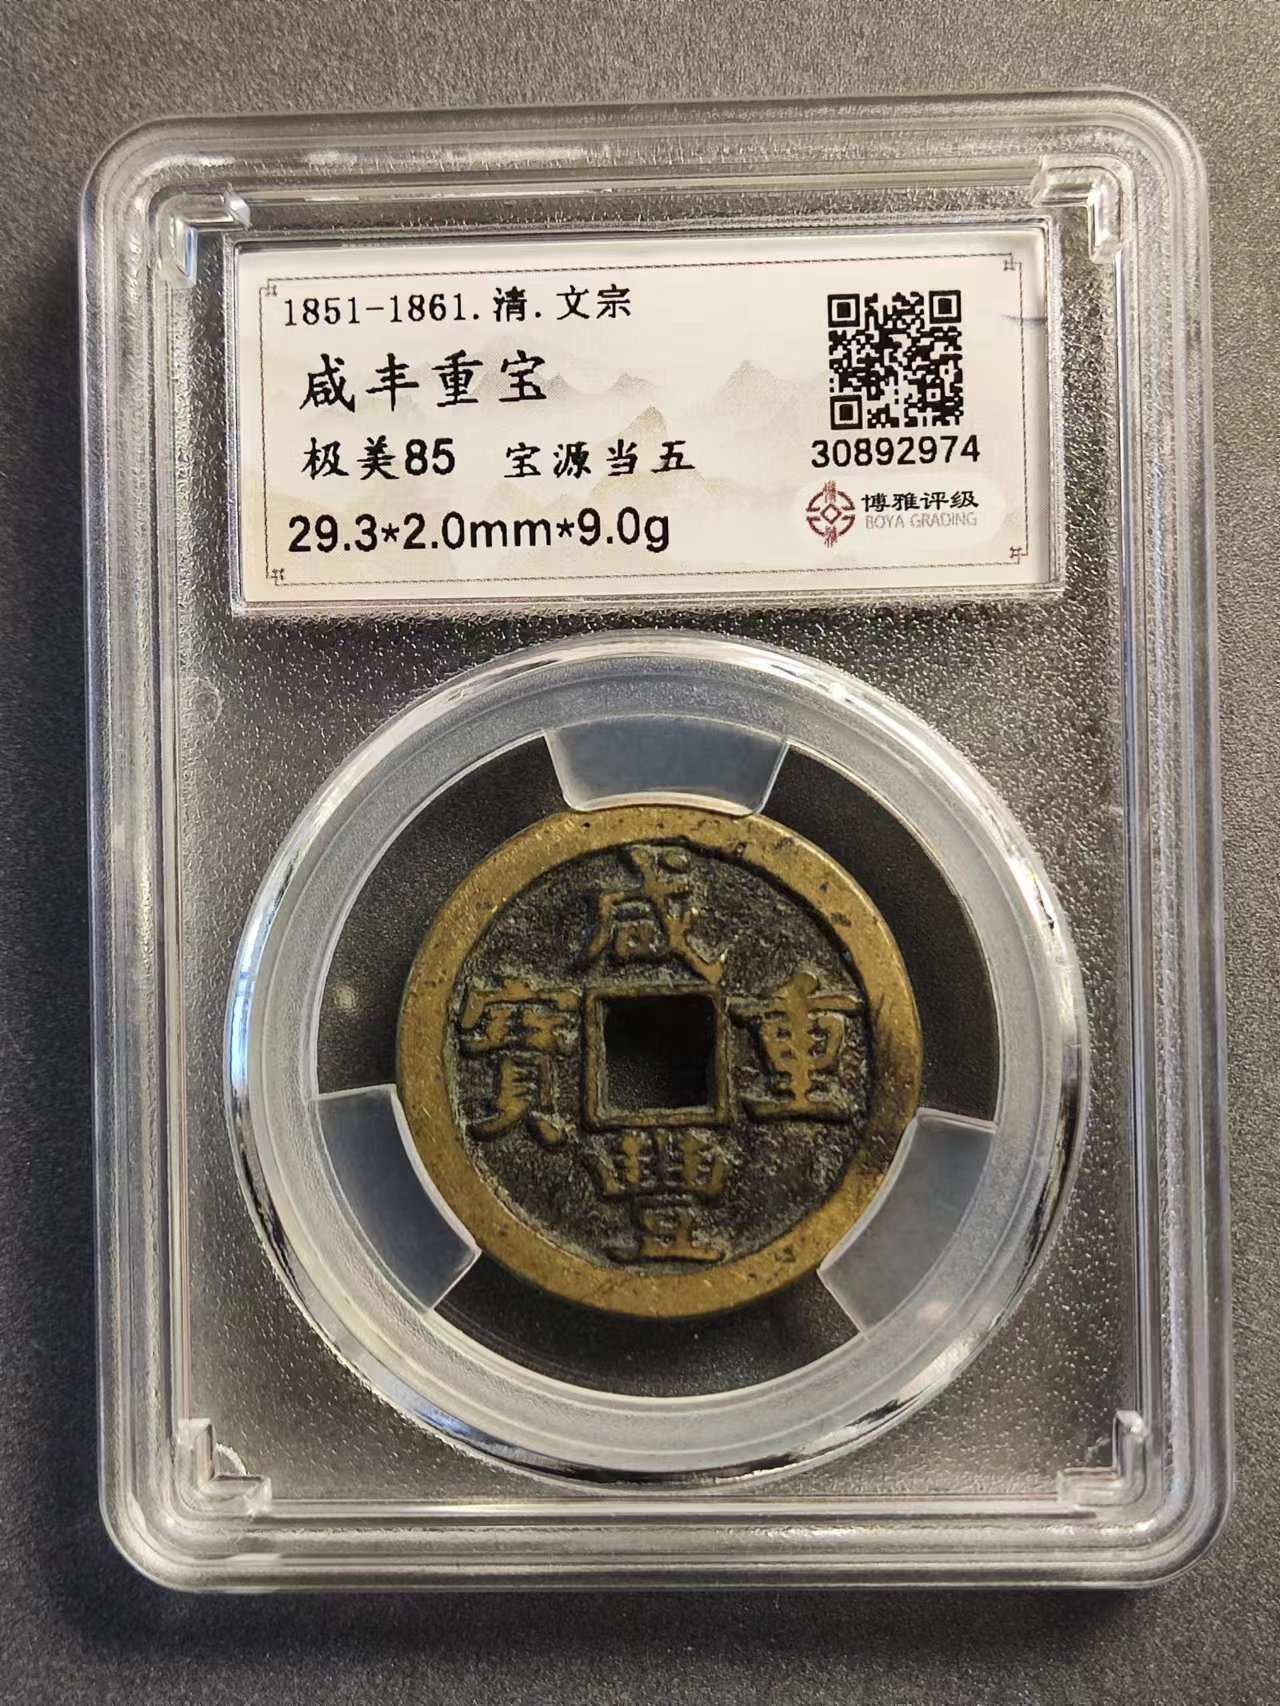 1851-1861.清.文宗
咸丰重宝
极美85 宝源当五
29.3*2.0mm*9.0g
30892974
博雅评级
BOYA GRADING
咸
寶 重
豐